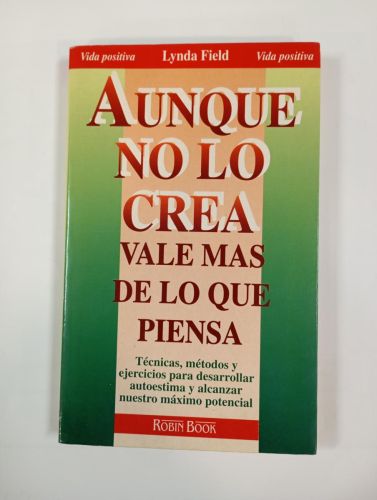 Vida positiva Lynda Field Vida positiva
AUNQUE
NO LO
CREA
VALE MAS
DE LO QUE
PIENSA
Técnicas, métodos y
ejercicios para desarrollar
autoestima y alcanzar
nuestro máximo potencial
ROBIN BOOK